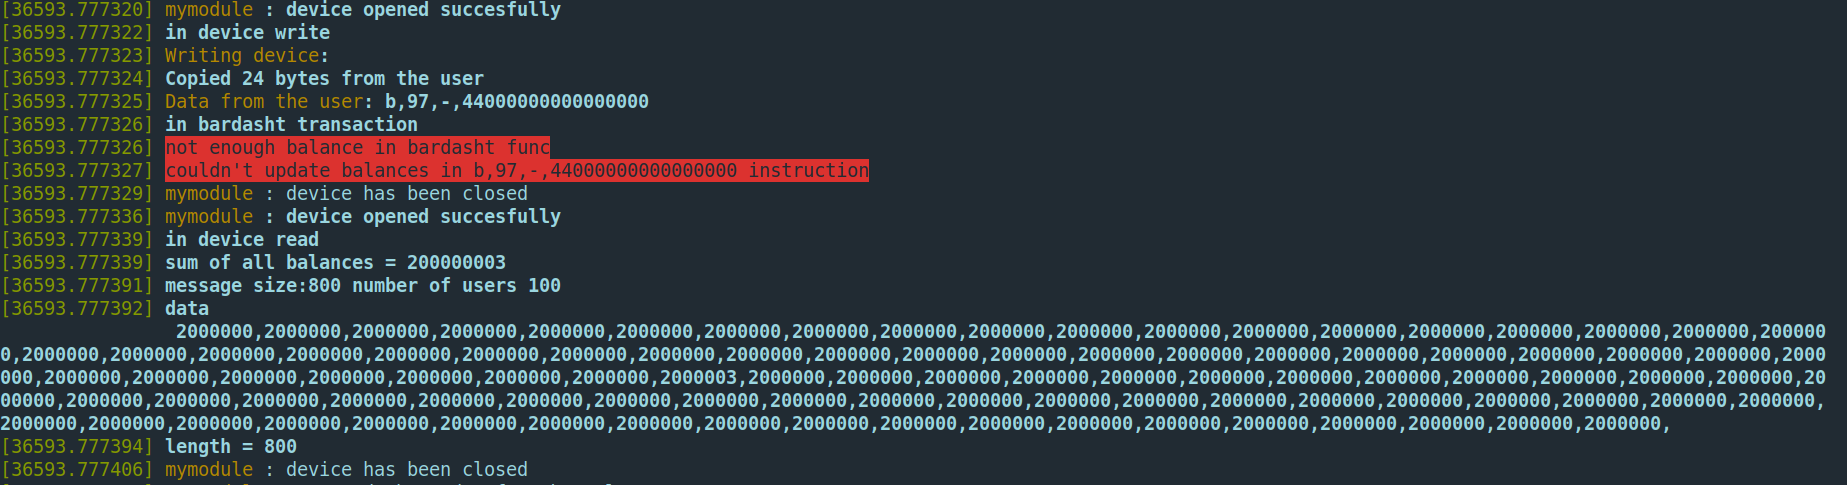 [36593.777320] mymodule : device opened succesfully
[36593.777322] in device write
[36593.777323] Writing device:
[36593.777324] Copied 24 bytes from the user
[36593.777325] Data from the user: b,97,-,44000000000000000
[36593.777326] in bardasht transaction
[36593.777326] not enough balance in bardasht func
[36593.777327] couldn't update balances in b,97,-,44000000000000000 instruction
[36593.777329] mymodule : device has been closed
[36593.777336] mymodule : device opened succesfully
[36593.777339] in device read
[36593.777339] sum of all balances = 200000003
[36593.777391] message size:800 number of users 100
[36593.777392] data
2000000,2000000,2000000,2000000,2000000,2000000,2000000,2000000,2000000,2000000,2000000,2000000,2000000,2000000,2000000,2000000,2000000,2000000,200000
0,2000000,2000000,2000000,2000000,2000000,2000000,2000000,2000000,2000000,2000000,2000000,2000000,2000000,2000000,2000000,2000000,2000000,2000000,2000000,2000000,2000
000,2000000,2000000,2000000,2000000,2000000,2000000,2000000,2000003,2000000,2000000,2000000,2000000,2000000,2000000,2000000,2000000,2000000,2000000,2000000,2000000,20
00000,2000000,2000000,2000000,2000000,2000000,2000000,2000000,2000000,2000000,2000000,2000000,2000000,2000000,2000000,2000000,2000000,2000000,2000000,2000000,2000000,
2000000,2000000,2000000,2000000,2000000,2000000,2000000,2000000,2000000,2000000,2000000,2000000,2000000,2000000,2000000,2000000,2000000,2000000,2000000,
[36593.777394] length = 800
[36593.777406] mymodule : device has been closed